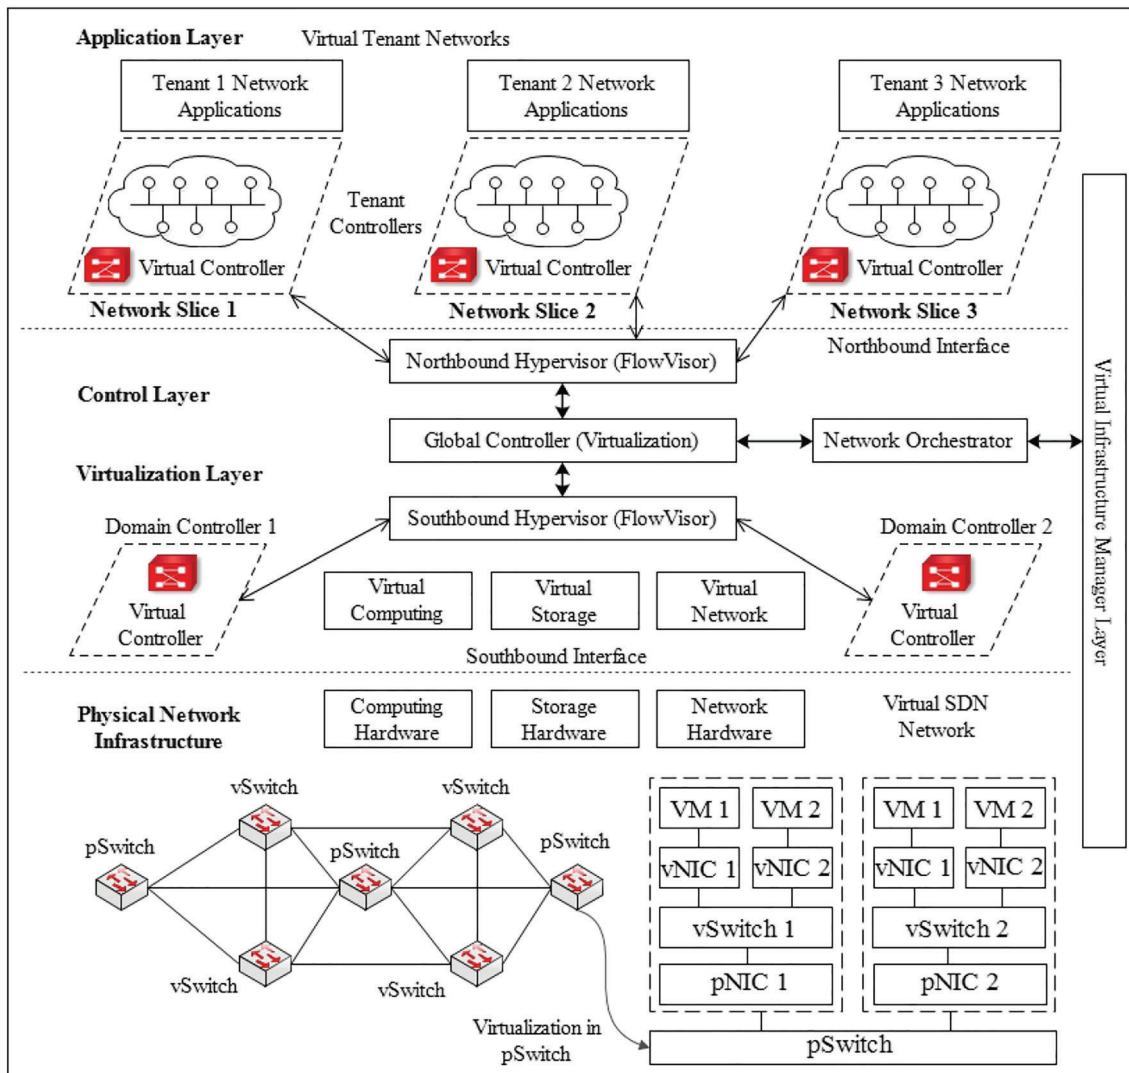 Application Layer
Virtual Tenant Networks
Tenant 1 Network
Applications
Tenant 2 Network
Applications
Tenant 3 Network
Applications
Tenant
Controllers
Virtual Controller
Virtual Controller
Virtual Controller
Network Slice 1
Network Slice 2
Network Slice 3
Northbound Interface
Northbound Hypervisor (FlowVisor)
Control Layer
Global Controller (Virtualization)
Network Orchestrator
Virtual Infrastructure Manager Layer
Virtualization Layer
Southbound Hypervisor (FlowVisor)
Domain Controller 1
Virtual
Controller
Domain Controller 2
Virtual
Controller
Virtual
Computing
Virtual
Storage
Virtual
Network
Southbound Interface
Physical Network
Infrastructure
Computing
Hardware
Storage
Hardware
Network
Hardware
Virtual SDN
Network
vSwitch
vSwitch
pSwitch
pSwitch
pSwitch
vSwitch
vSwitch
VM 1
VM 2
vNIC 1
vNIC 2
vSwitch 1
pNIC 1
VM 1
VM 2
vNIC 1
vNIC 2
vSwitch 2
pNIC 2
Virtualization in
pSwitch
pSwitch